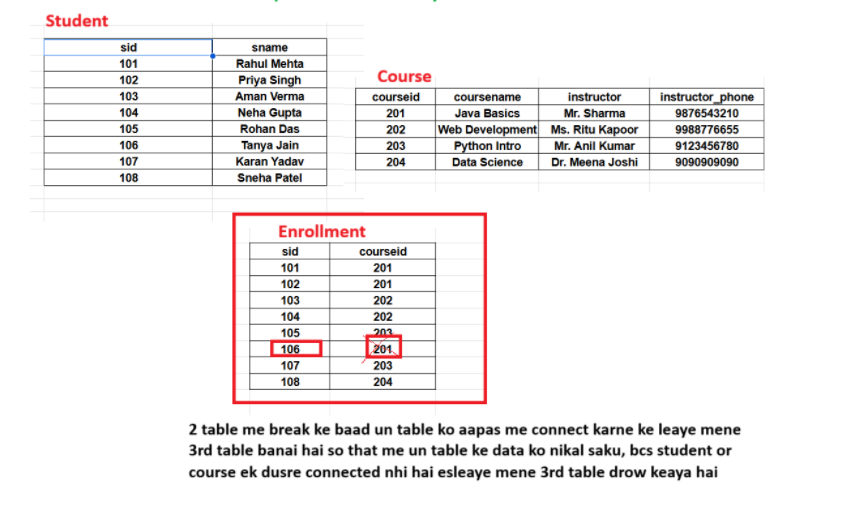 Student
sid sname
101 Rahul Mehta
102 Priya Singh
103 Aman Verma
104 Neha Gupta
105 Rohan Das
106 Tanya Jain
107 Karan Yadav
108 Sneha Patel
Course
courseid coursename instructor instructor_phone
201 Java Basics Mr. Sharma 9876543210
202 Web Development Ms. Ritu Kapoor 9988776655
203 Python Intro Mr. Anil Kumar 9123456780
204 Data Science Dr. Meena Joshi 9090909090
Enrollment
sid courseid
101 201
102 201
103 202
104 202
105 203
106 201
107 203
108 204
2 table me break ke baad un table ko aapas me connect karne ke leaye mene
3rd table banai hai so that me un table ke data ko nikal saku, bcs student or
course ek dusre connected nhi hai esleaye mene 3rd table drow keaya hai